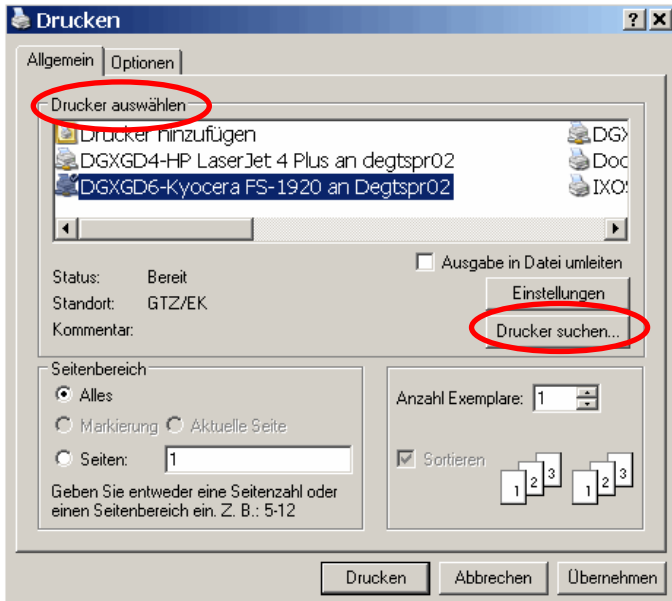 Drucken
Allgemein Optionen
Drucker auswählen
Drucker hinzufügen
DGXGD4-HP LaserJet 4 Plus an degtspr02
DGXGD6-Kyocera FS-1920 an Degtspr02
DGX
Doc
IXOS
Ausgabe in Datei umleiten
Status: Bereit
Standort: GTZ/EK
Kommentar:
Einstellungen
Drucker suchen...
Seitenbereich
Alles
Markierung Aktuelle Seite
Seiten: 1
Geben Sie entweder eine Seitenzahl oder
einen Seitenbereich ein. Z. B.: 5-12
Anzahl Exemplare: 1
Sortieren
1 2 3 1 2 3
Drucken Abbrechen Übernehmen